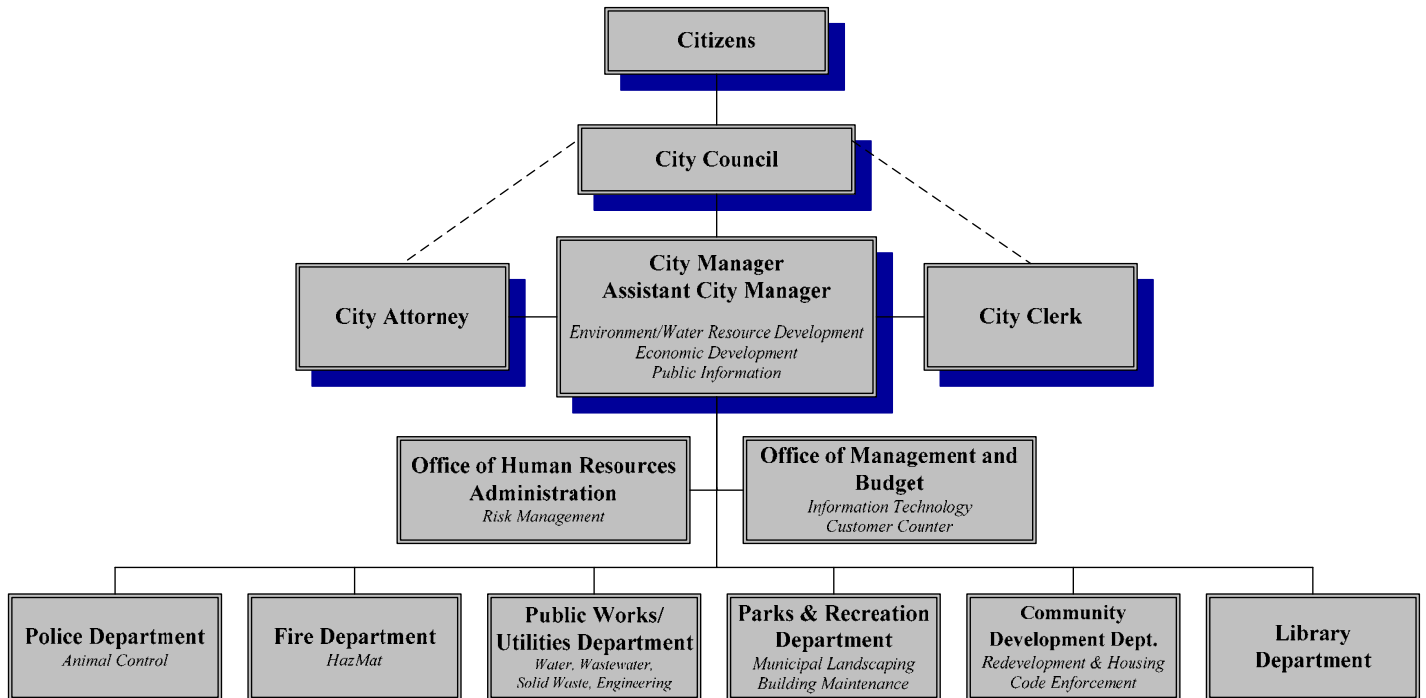 Citizens
City Council
City Attorney
City Manager
Assistant City Manager
Environment/Water Resource Development
Economic Development
Public Information
City Clerk
Office of Human Resources
Administration
Risk Management
Office of Management and
Budget
Information Technology
Customer Counter
Police Department
Animal Control
Fire Department
HazMat
Public Works/
Utilities Department
Water, Wastewater,
Solid Waste, Engineering
Parks & Recreation
Department
Municipal Landscaping
Building Maintenance
Community
Development Dept.
Redevelopment & Housing
Code Enforcement
Library
Department